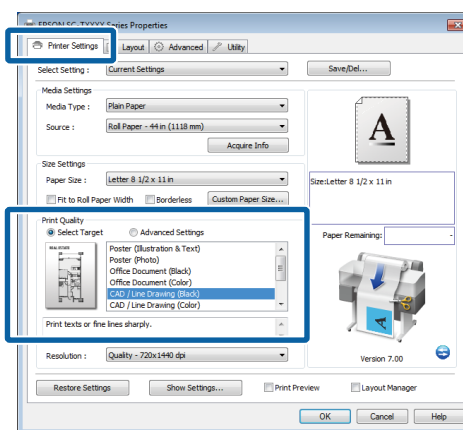 EPSON SC-TXXXX Series Properties
Printer Settings Layout Advanced Utility
Select Setting : Current Settings Save/Del...
Media Settings
Media Type : Plain Paper
Source : Roll Paper - 44 in (1118 mm)
Acquire Info
Size Settings
Paper Size : Letter 8 1/2 x 11 in
Fit to Roll Paper Width Borderless Custom Paper Size...
A
Size:Letter 8 1/2 x 11 in
Print Quality
Select Target Advanced Settings
REAL ESTATE
Poster (Illustration & Text)
Poster (Photo)
Office Document (Black)
Office Document (Color)
CAD / Line Drawing (Black)
CAD / Line Drawing (Color)
Print texts or fine lines sharply.
Paper Remaining: -
Resolution : Quality - 720x1440 dpi
Version 7.00
Restore Settings Show Settings... Print Preview Layout Manager
OK Cancel Help